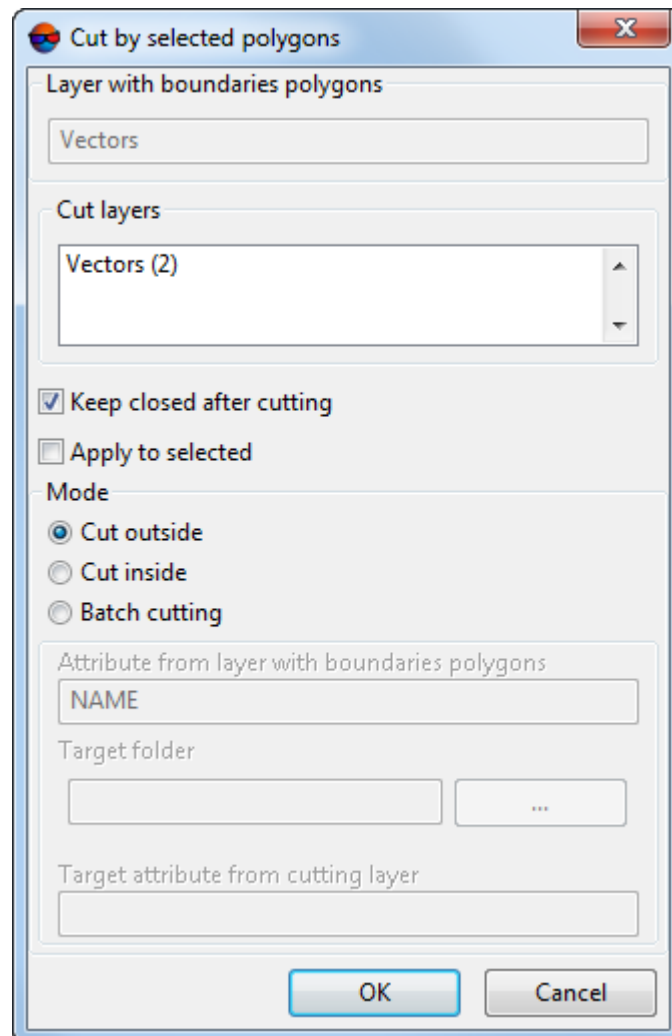 Cut by selected polygons
Layer with boundaries polygons
Vectors
Cut layers
Vectors (2)
Keep closed after cutting
Apply to selected
Mode
Cut outside
Cut inside
Batch cutting
Attribute from layer with boundaries polygons
NAME
Target folder
...
Target attribute from cutting layer
OK Cancel